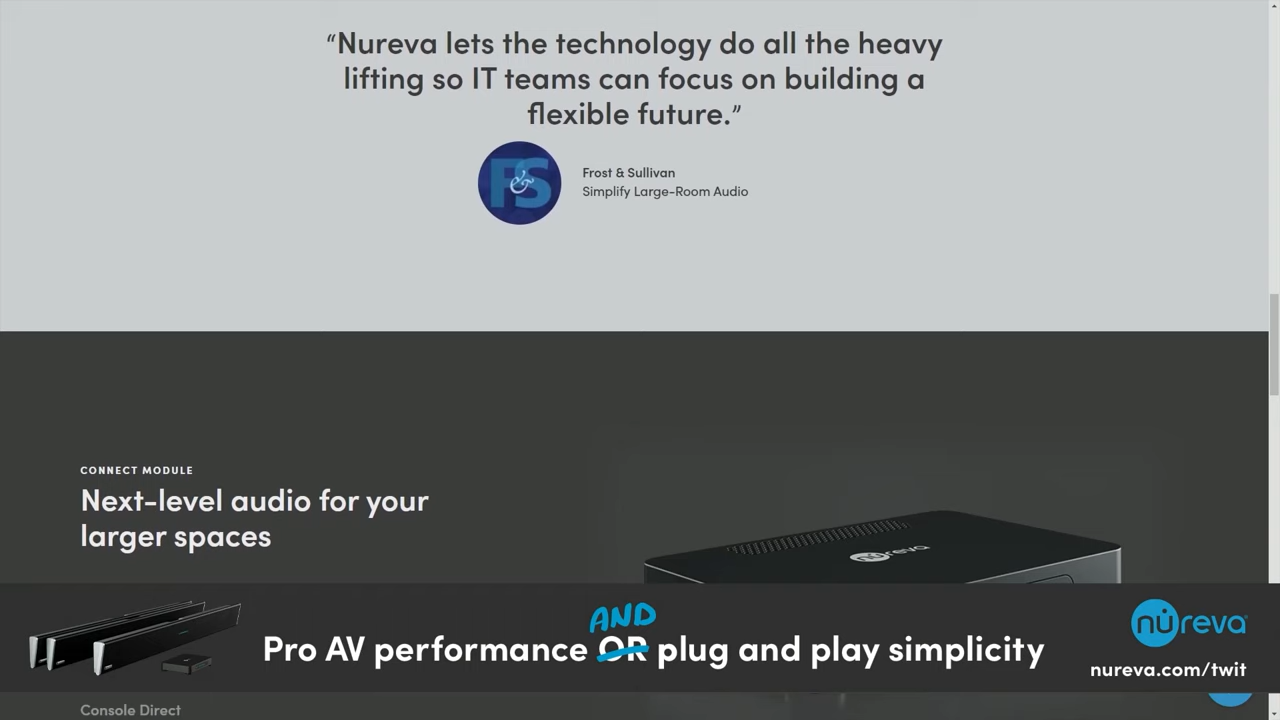 “Nureva lets the technology do all the heavy
lifting so IT teams can focus on building a
flexible future.”
F&S
Frost & Sullivan
Simplify Large-Room Audio
CONNECT MODULE
Next-level audio for your
larger spaces
nureva
AND
Pro AV performance OR plug and play simplicity
nureva
nureva.com/twit
Console Direct